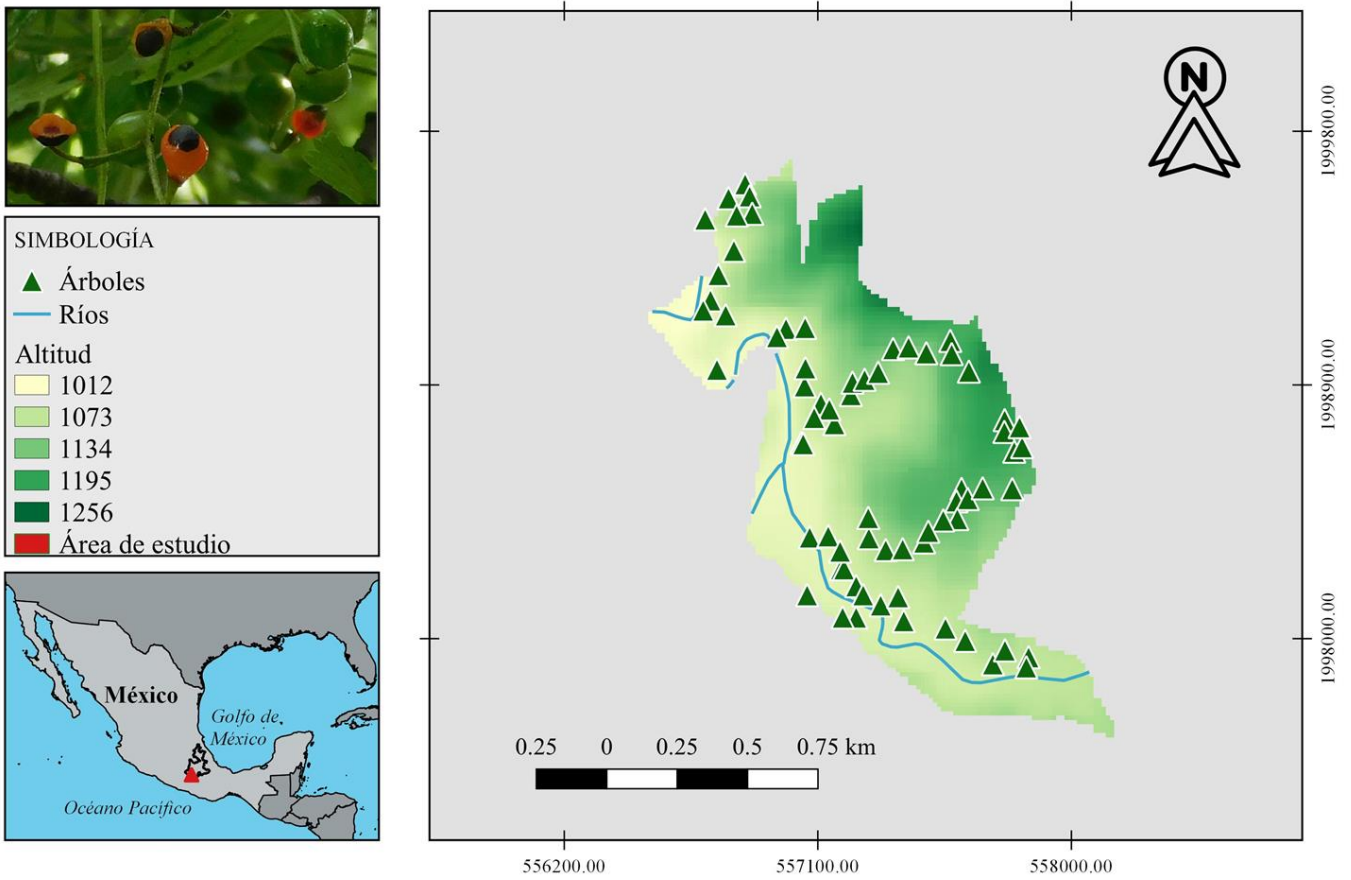 SIMBOLOGÍA
Árboles
Ríos
Altitud
1012
1073
1134
1195
1256
Área de estudio
México
Golfo de
México
Océano Pacífico
N
1999800.00
1998900.00
1998000.00
0.25 0 0.25 0.5 0.75 km
556200.00 557100.00 558000.00